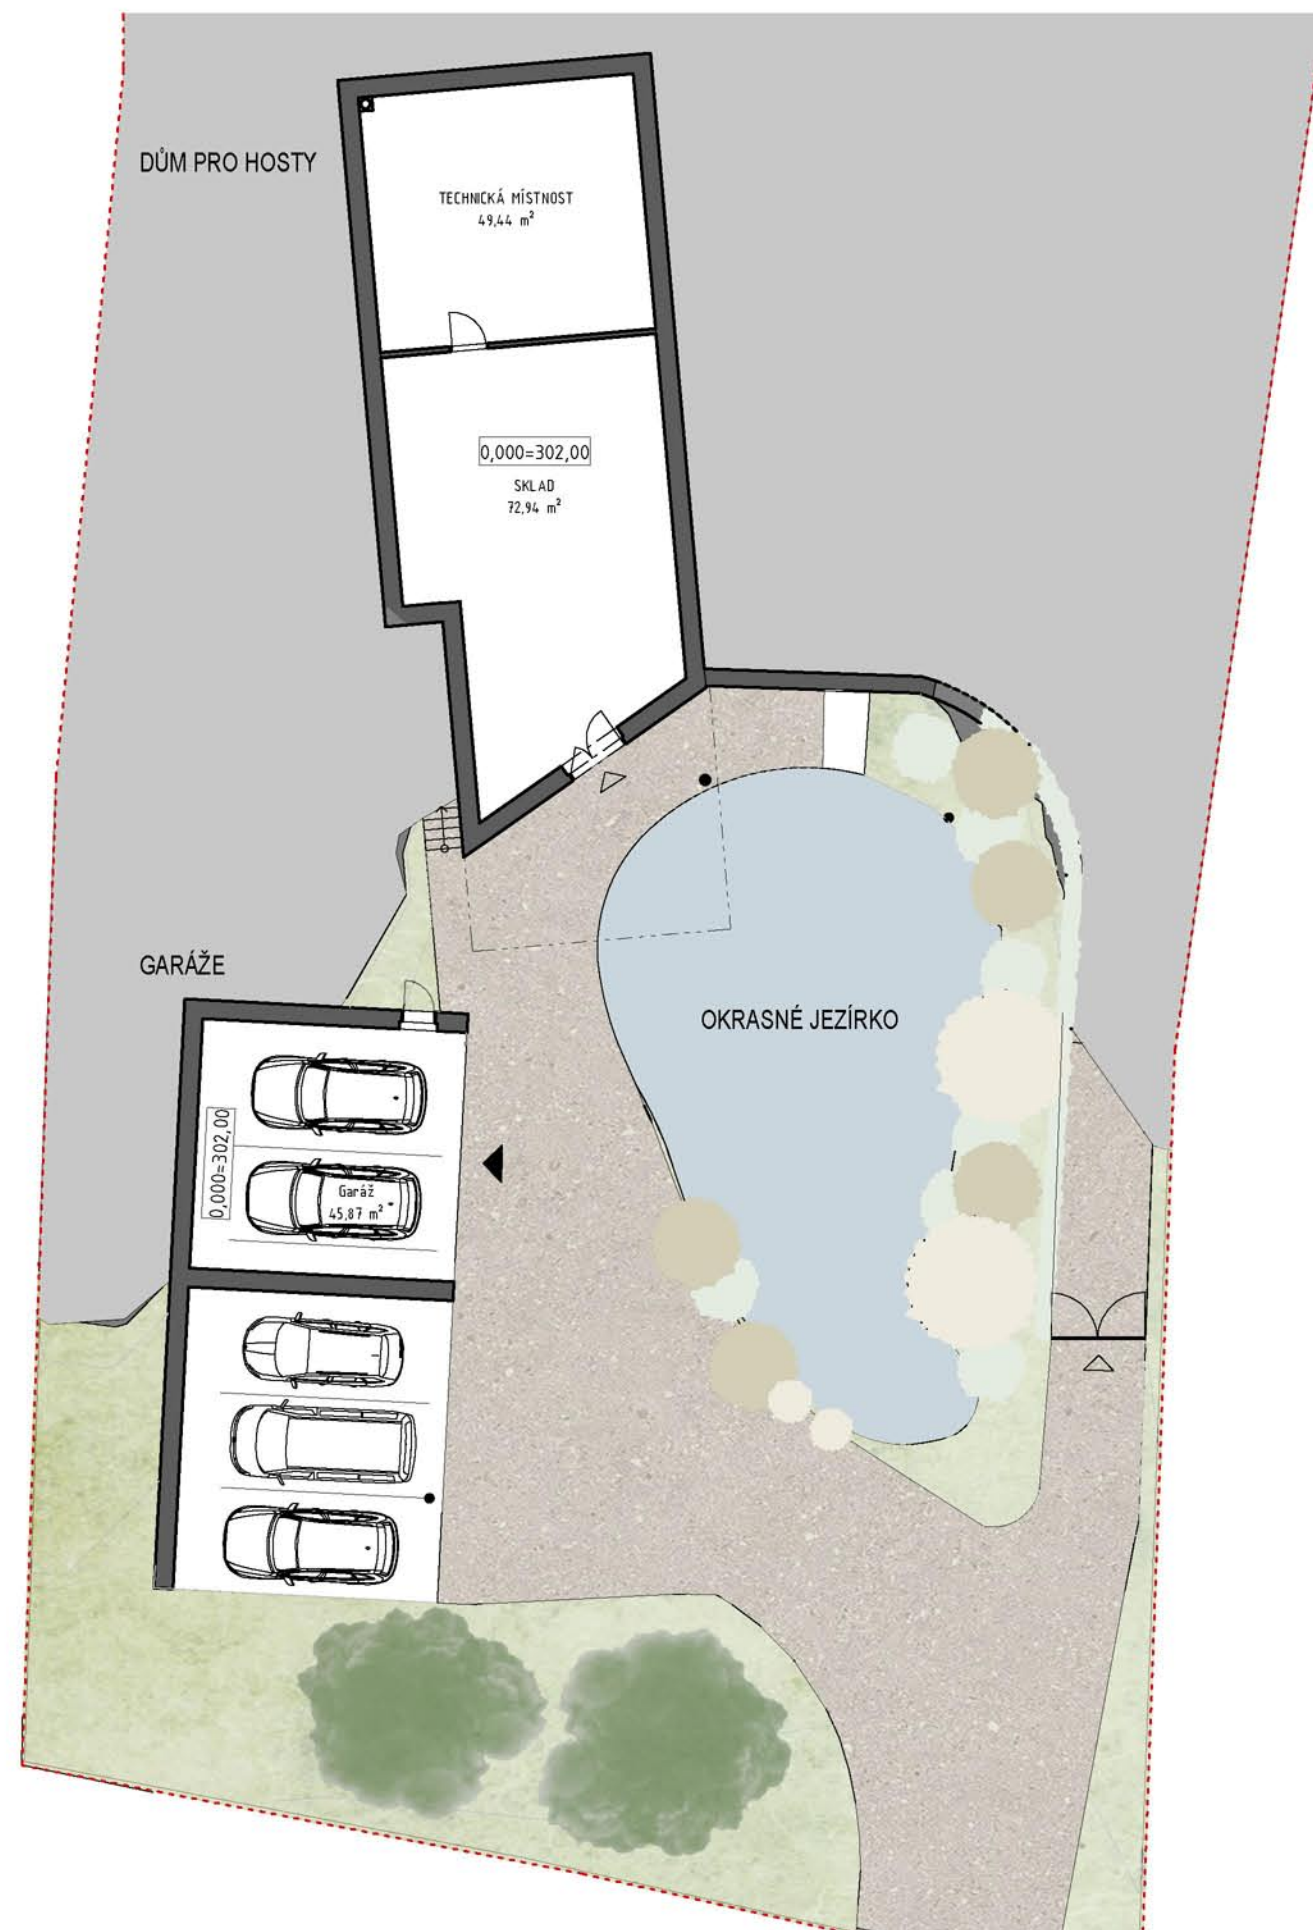 DŮM PRO HOSTY
TECHNICKÁ MÍSTNOST
49,44 m²
0,000=302,00
SKLAD
72,94 m²
GARÁŽE
OKRASNÉ JEZÍRKO
0,000=302,00
Garáž
45,87 m²